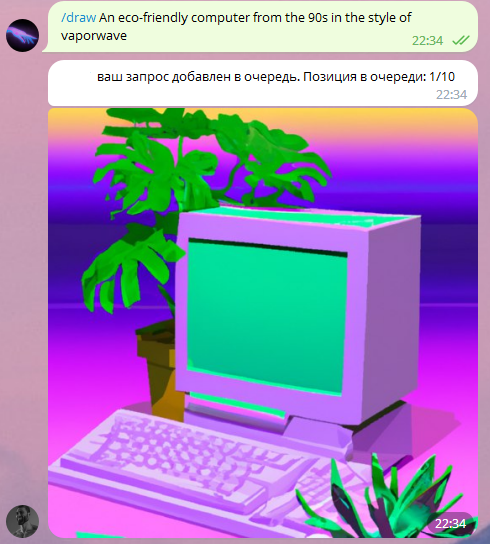 /draw An eco-friendly computer from the 90s in the style of
vaporwave
22:34
ваш запрос добавлен в очередь. Позиция в очереди: 1/10
22:34
22:34